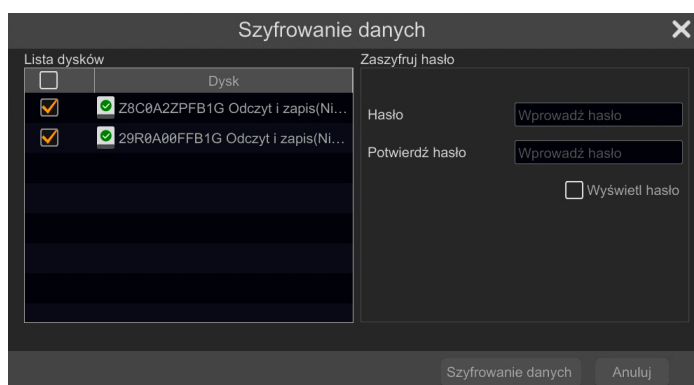 Szyfrowanie danych
Lista dysków
Dysk
Z8C0A2ZPFB1G Odczyt i zapis(Ni...
29R0A00FFB1G Odczyt i zapis(Ni...
Zaszyfruj hasło
Hasło
Wprowadź hasło
Potwierdź hasło
Wprowadź hasło
Wyświetl hasło
Szyfrowanie danych
Anuluj